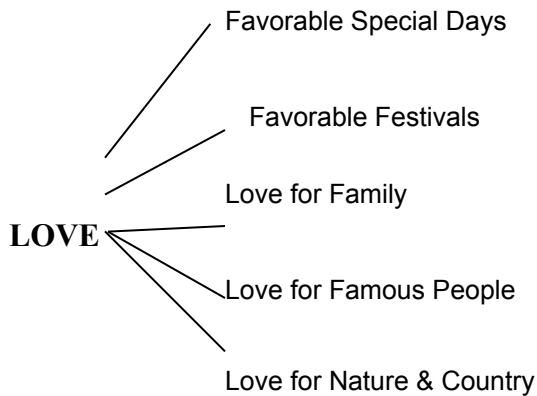 Favorable Special Days
Favorable Festivals
Love for Family
LOVE
Love for Famous People
Love for Nature & Country